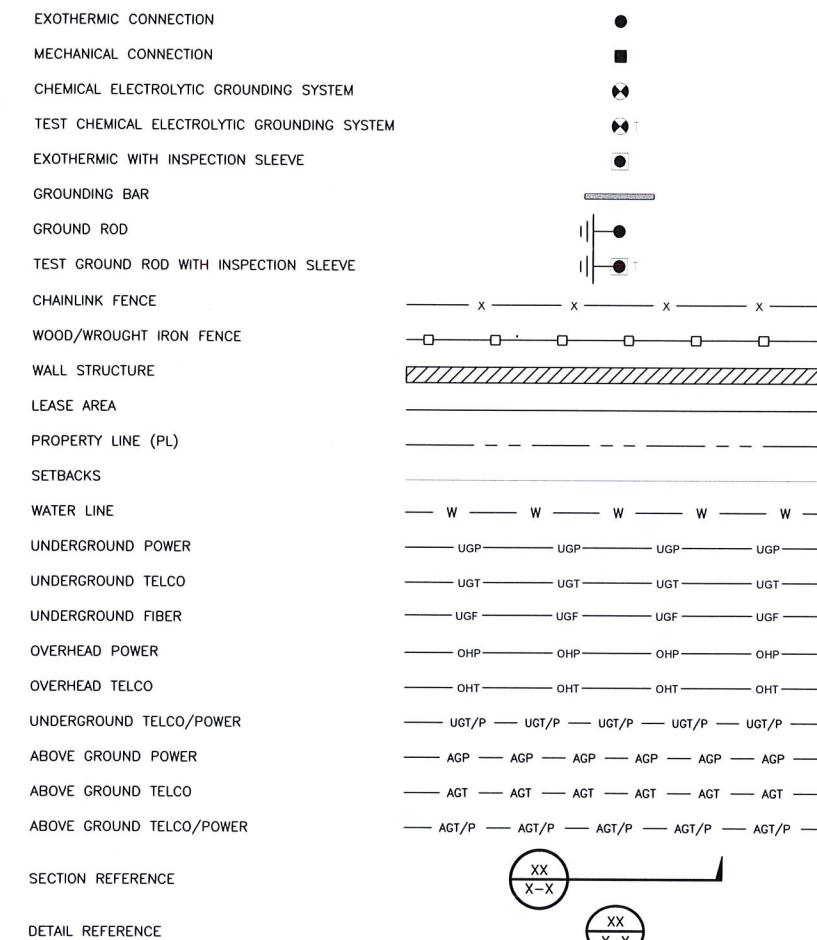 EXOTHERMIC CONNECTION
MECHANICAL CONNECTION
CHEMICAL ELECTROLYTIC GROUNDING SYSTEM
TEST CHEMICAL ELECTROLYTIC GROUNDING SYSTEM T
EXOTHERMIC WITH INSPECTION SLEEVE
GROUNDING BAR
GROUND ROD
TEST GROUND ROD WITH INSPECTION SLEEVE T
CHAINLINK FENCE X X X X
WOOD/WROUGHT IRON FENCE
WALL STRUCTURE
LEASE AREA
PROPERTY LINE (PL)
SETBACKS
WATER LINE W W W W W
UNDERGROUND POWER UGP UGP UGP UGP
UNDERGROUND TELCO UGT UGT UGT UGT
UNDERGROUND FIBER UGF UGF UGF UGF
OVERHEAD POWER OHP OHP OHP OHP
OVERHEAD TELCO OHT OHT OHT OHT
UNDERGROUND TELCO/POWER UGT/P UGT/P UGT/P UGT/P UGT/P
ABOVE GROUND POWER AGP AGP AGP AGP AGP AGP
ABOVE GROUND TELCO AGT AGT AGT AGT AGT AGT
ABOVE GROUND TELCO/POWER AGT/P AGT/P AGT/P AGT/P AGT/P
XX
SECTION REFERENCE
X-X
XX
DETAIL REFERENCE
X-X